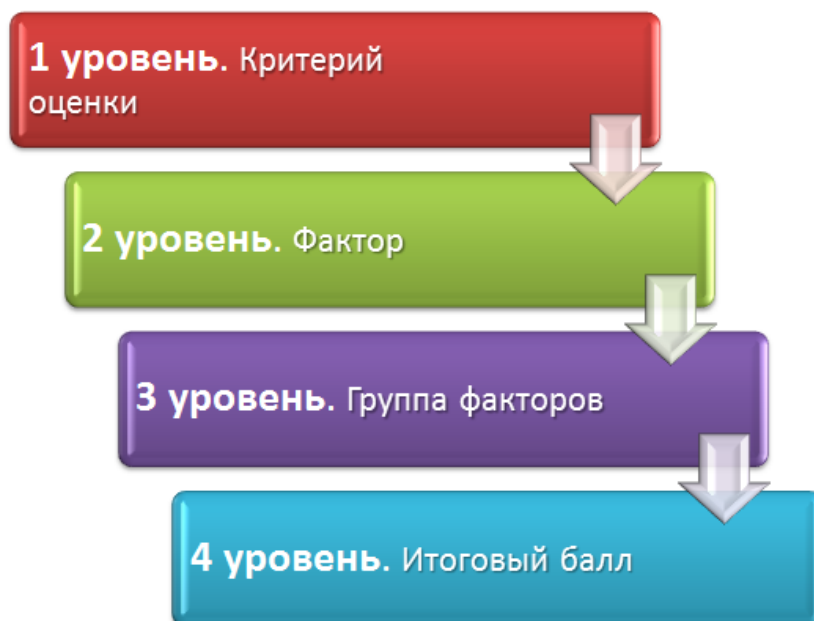 1 уровень. Критерий
оценки
2 уровень. Фактор
3 уровень. Группа факторов
4 уровень. Итоговый балл